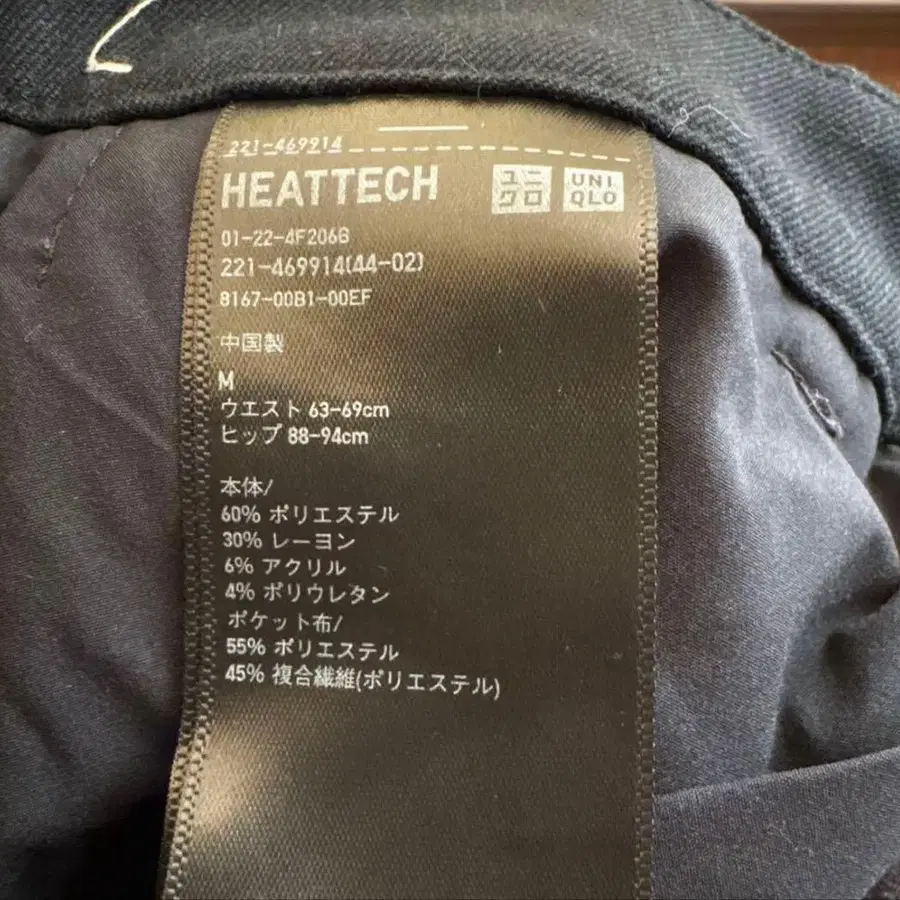 221-469914
HEATTECH
ユニ
クロ
UNI
QLO
01-22-4F206G
221-469914(44-02)
8167-00B1-00EF
中国製
M
ウエスト 63-69cm
ヒップ 88-94cm
本体/
60% ポリエステル
30% レーヨン
6% アクリル
4% ポリウレタン
ポケット布/
55% ポリエステル
45% 複合繊維(ポリエステル)